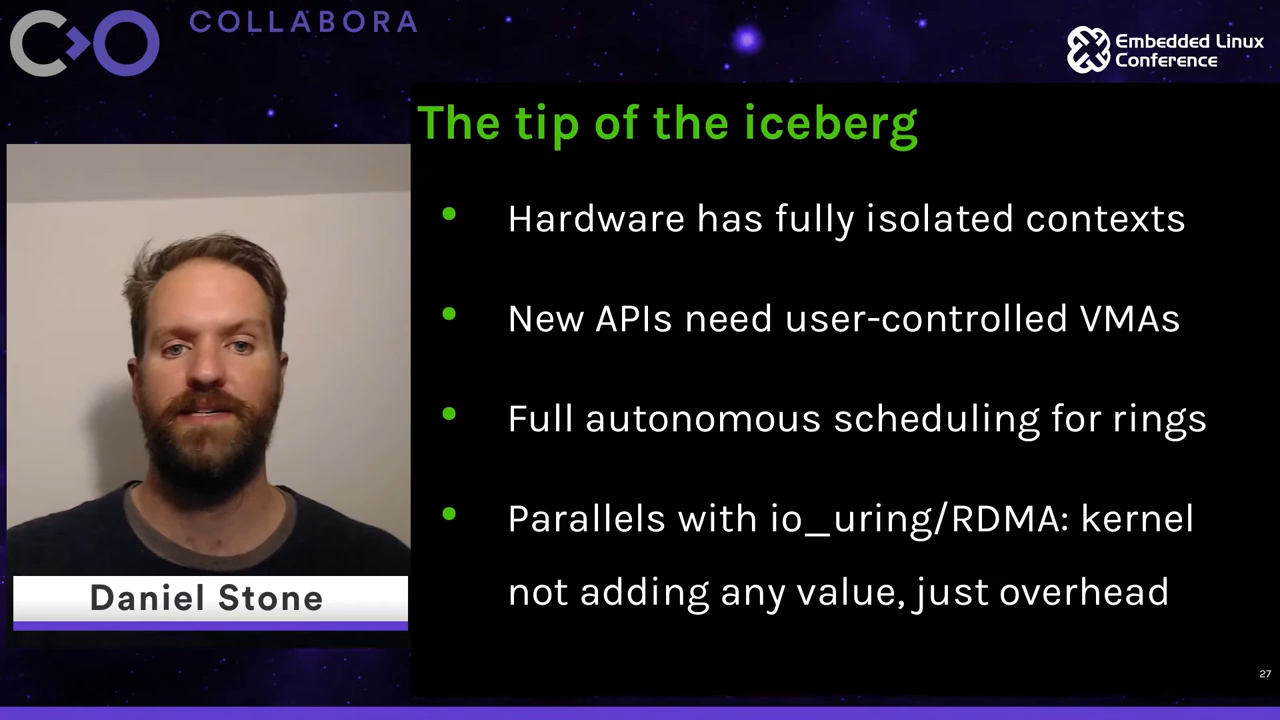 COLLABORA
Embedded Linux
Conference
The tip of the iceberg
• Hardware has fully isolated contexts
• New APIs need user-controlled VMAs
• Full autonomous scheduling for rings
• Parallels with io_uring/RDMA: kernel
not adding any value, just overhead
Daniel Stone
27